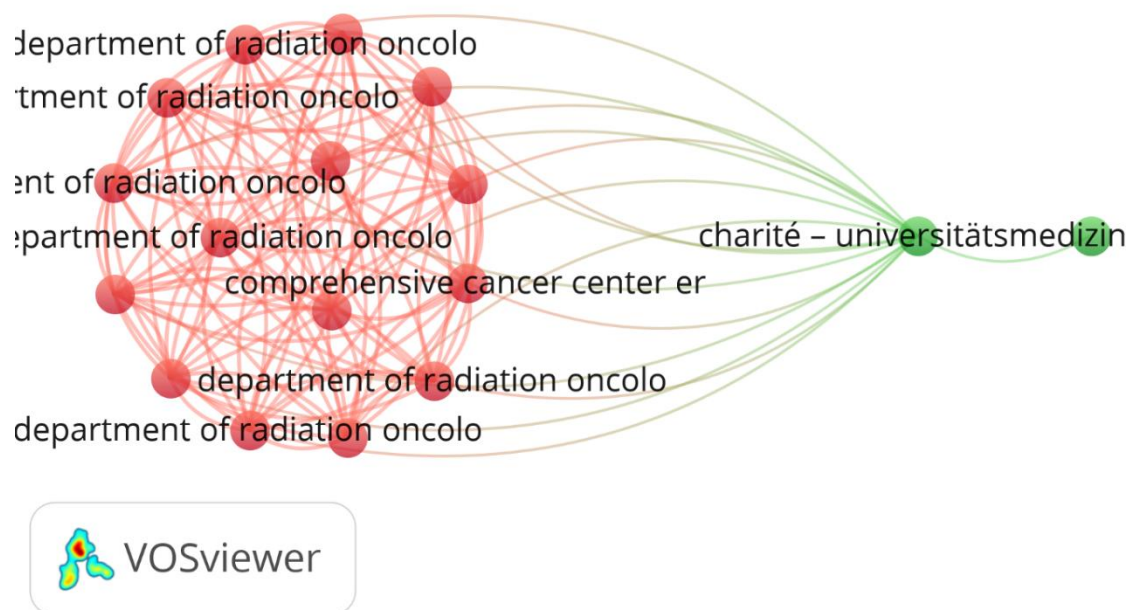 department of radiation oncolo
rtment of radiation oncolo
ent of radiation oncolo
epartment of radiation oncolo
charité – universitätsmedizin
comprehensive cancer center er
department of radiation oncolo
department of radiation oncolo
VOSviewer